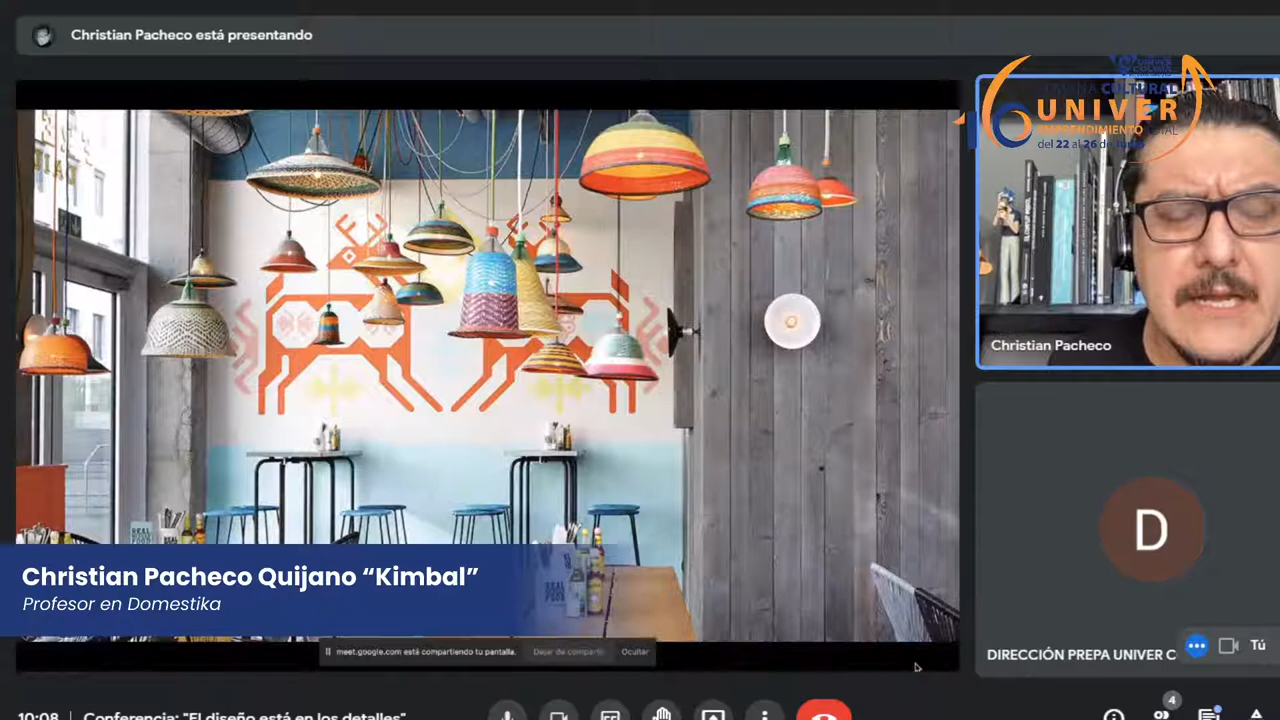 Christian Pacheco está presentando
CULTURAL
UNIVER
EMPRENDIMIENTO
del 22 al 26 de
Christian Pacheco
Christian Pacheco Quijano “Kimbal”
Profesor en Domestika
meet.google.com está compartiendo tu pantalla.
Dejar de compartir
Ocultar
D
DIRECCIÓN PREPA UNIVER C
Tú
4
10:08 | Conferencia: "El diseño está en los detalles"